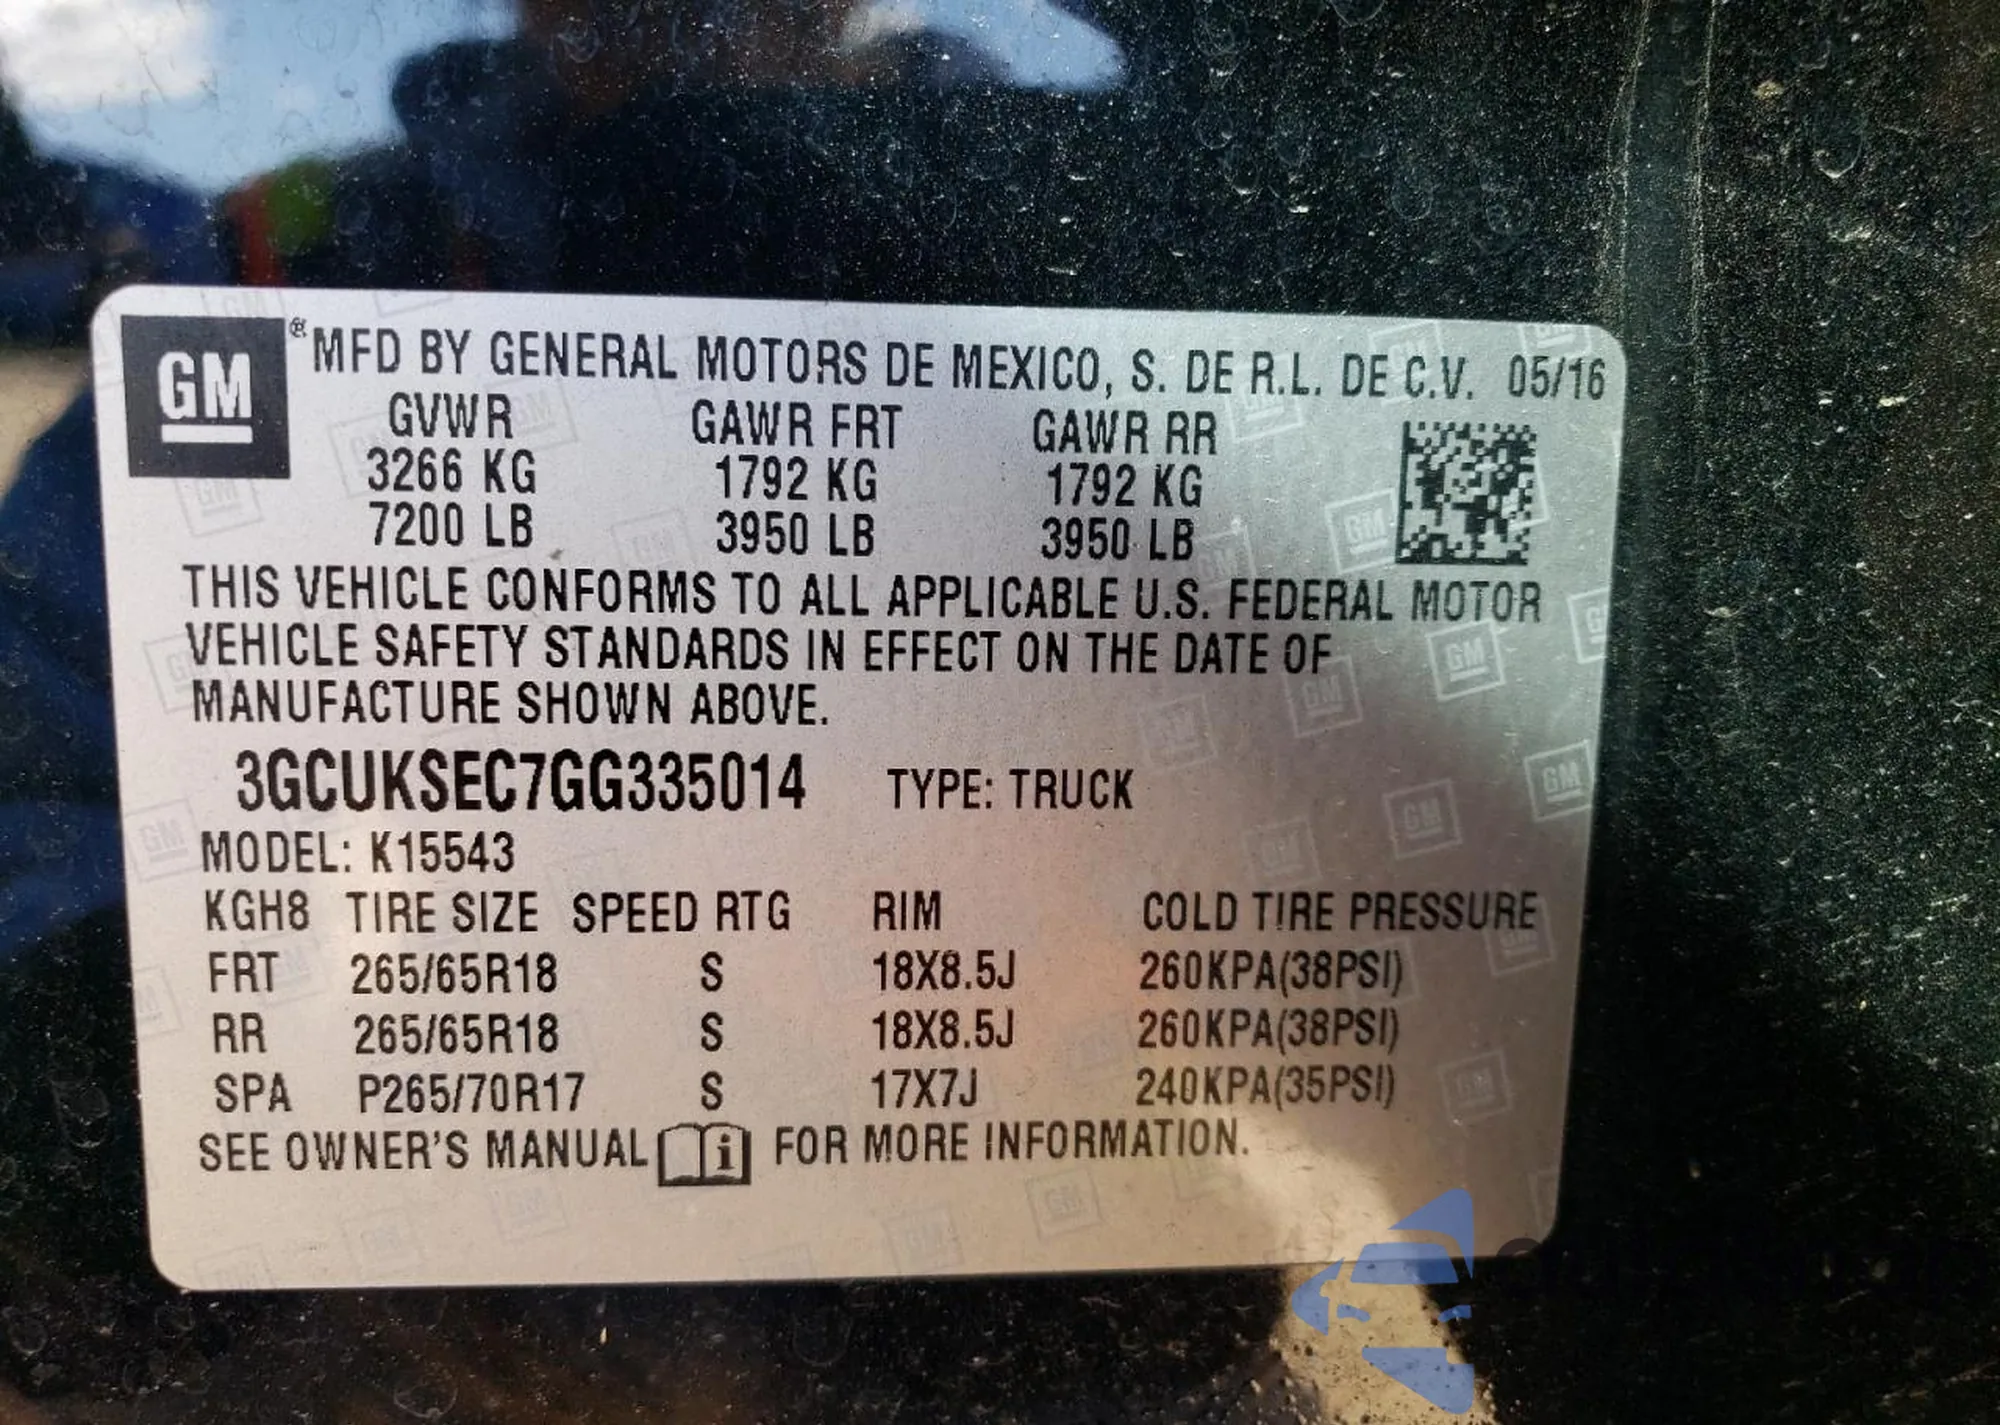 GM ® MFD BY GENERAL MOTORS DE MEXICO, S. DE R.L. DE C.V. 05/16
GVWR GAWR FRT GAWR RR
3266 KG 1792 KG 1792 KG
7200 LB 3950 LB 3950 LB
THIS VEHICLE CONFORMS TO ALL APPLICABLE U.S. FEDERAL MOTOR
VEHICLE SAFETY STANDARDS IN EFFECT ON THE DATE OF
MANUFACTURE SHOWN ABOVE.
3GCUKSEC7GG335014 TYPE: TRUCK
MODEL: K15543
KGH8 TIRE SIZE SPEED RTG RIM COLD TIRE PRESSURE
FRT 265/65R18 S 18X8.5J 260KPA(38PSI)
RR 265/65R18 S 18X8.5J 260KPA(38PSI)
SPA P265/70R17 S 17X7J 240KPA(35PSI)
SEE OWNER'S MANUAL i FOR MORE INFORMATION.